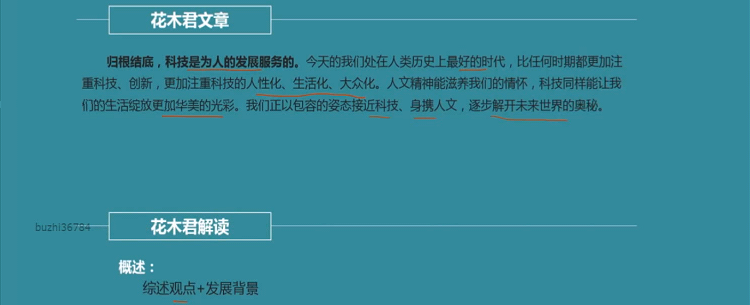 花木君文章
归根结底，科技是为人的发展服务的。今天的我们处在人类历史上最好的时代，比任何时期都更加注
重科技、创新，更加注重科技的人性化、生活化、大众化。人文精神能滋养我们的情怀，科技同样能让我
们的生活绽放更加华美的光彩。我们正以包容的姿态接近科技、身携人文，逐步解开未来世界的奥秘。
buzhi36784
花木君解读
概述：
综述观点+发展背景